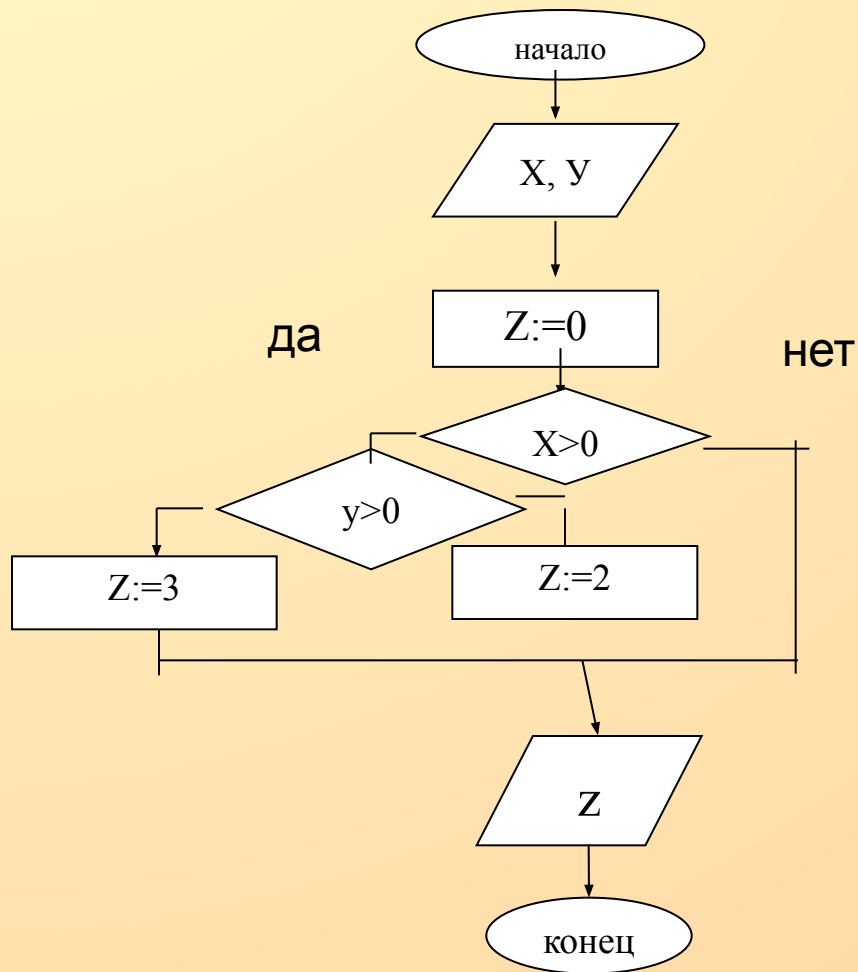 начало
Х, У
Z:=0
да
нет
X>0
y>0
Z:=3
Z:=2
z
конец